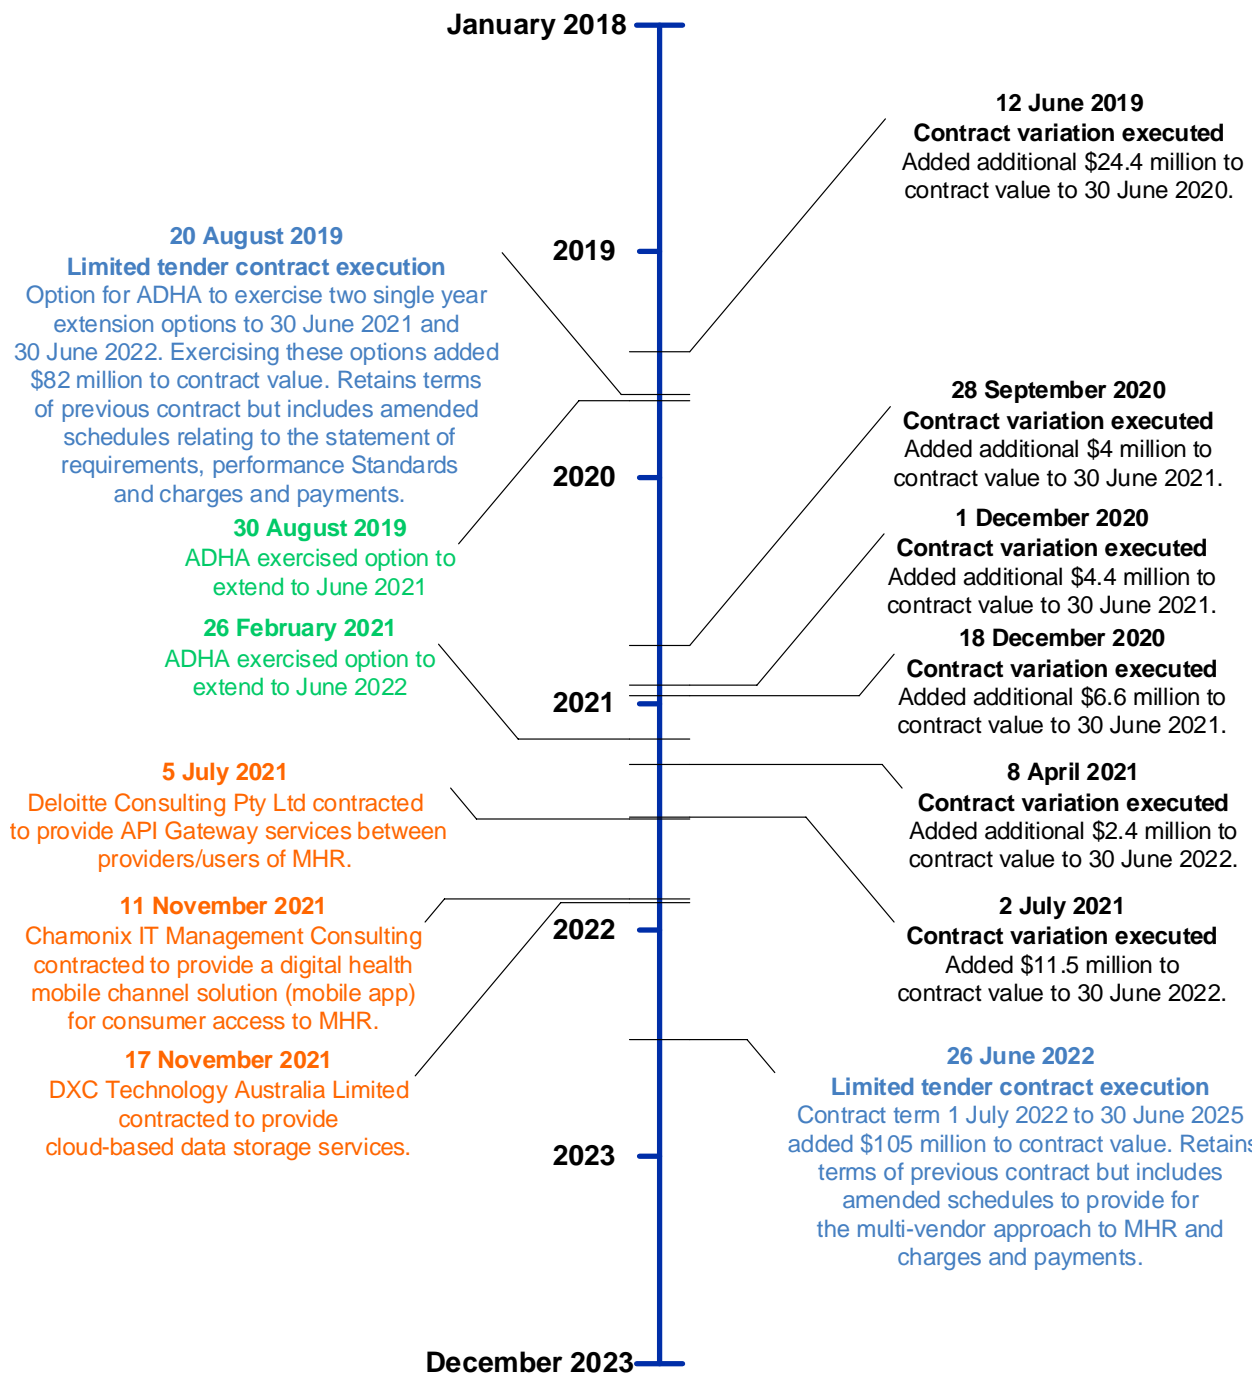 January 2018
12 June 2019
Contract variation executed
Added additional $24.4 million to
contract value to 30 June 2020.
2019
20 August 2019
Limited tender contract execution
Option for ADHA to exercise two single year
extension options to 30 June 2021 and
30 June 2022. Exercising these options added
$82 million to contract value. Retains terms
of previous contract but includes amended
schedules relating to the statement of
requirements, performance Standards
and charges and payments.
30 August 2019
ADHA exercised option to
extend to June 2021
2020
28 September 2020
Contract variation executed
Added additional $4 million to
contract value to 30 June 2021.
1 December 2020
Contract variation executed
Added additional $4.4 million to
contract value to 30 June 2021.
18 December 2020
Contract variation executed
Added additional $6.6 million to
contract value to 30 June 2021.
26 February 2021
ADHA exercised option to
extend to June 2022
2021
8 April 2021
Contract variation executed
Added additional $2.4 million to
contract value to 30 June 2022.
5 July 2021
Deloitte Consulting Pty Ltd contracted
to provide API Gateway services between
providers/users of MHR.
2 July 2021
Contract variation executed
Added $11.5 million to
contract value to 30 June 2022.
11 November 2021
Chamonix IT Management Consulting
contracted to provide a digital health
mobile channel solution (mobile app)
for consumer access to MHR.
2022
17 November 2021
DXC Technology Australia Limited
contracted to provide
cloud-based data storage services.
26 June 2022
Limited tender contract execution
Contract term 1 July 2022 to 30 June 2025
added $105 million to contract value. Retains
terms of previous contract but includes
amended schedules to provide for
the multi-vendor approach to MHR and
charges and payments.
2023
December 2023